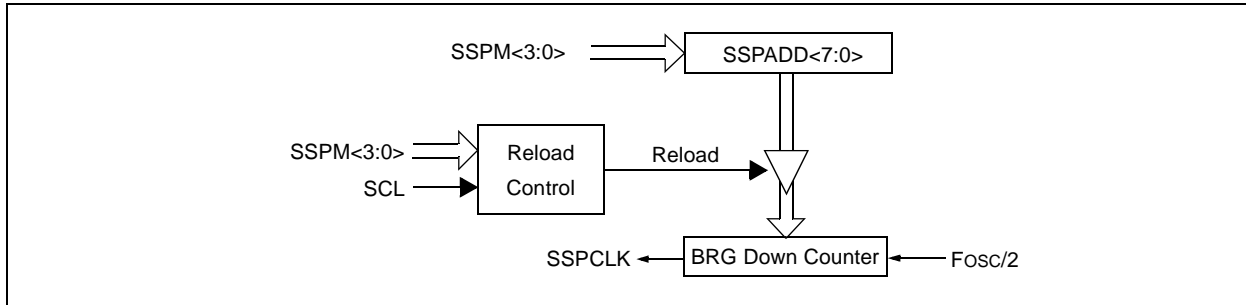 SSPM<3:0>
SSPADD<7:0>
SSPM<3:0>
SCL
Reload
Control
Reload
SSPCLK
BRG Down Counter
FOSC/2